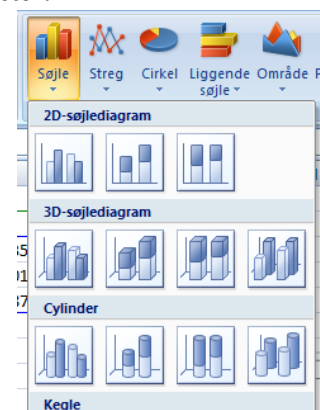 Søjle Streg Cirkel Liggende søjle Område
2D-søjlediagram
3D-søjlediagram
Cylinder
Kegle